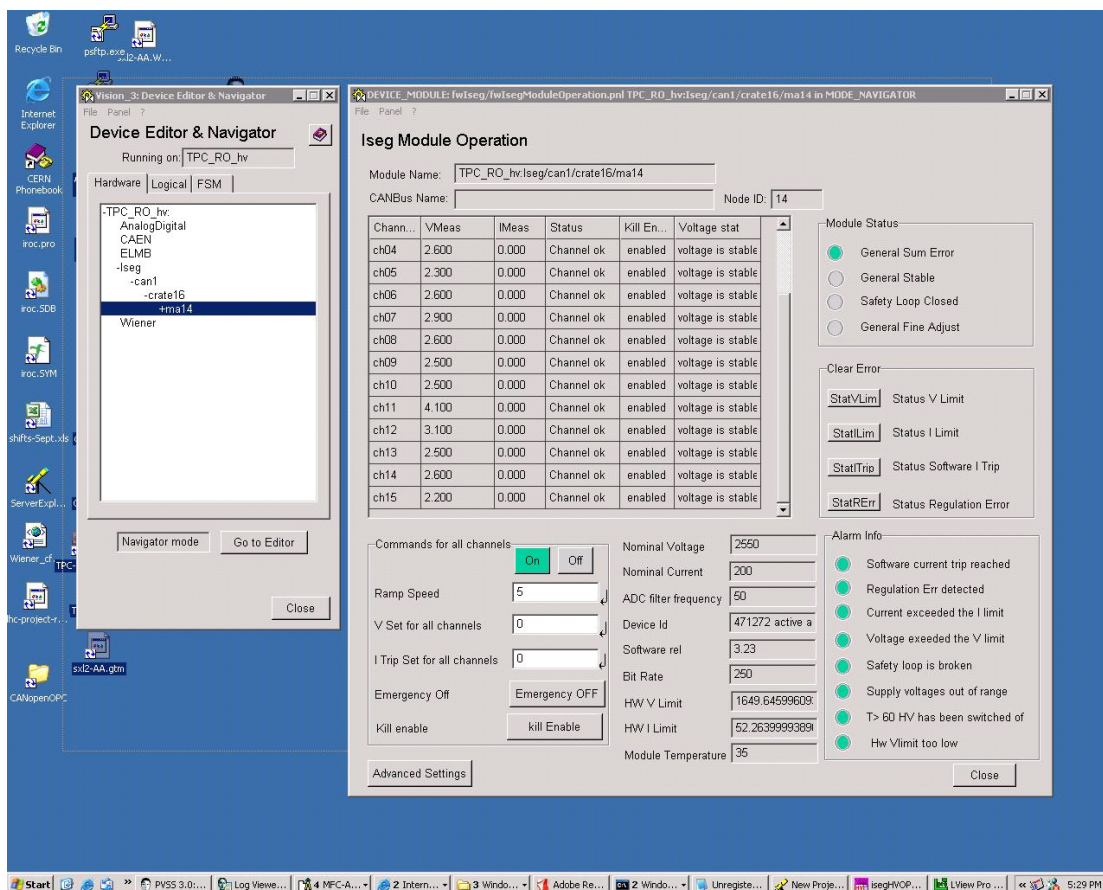 Recycle Bin
psftp.exe
sxl2-AA.W...
Internet Explorer
CERN Phonebook
iroc.pro
iroc.SDB
iroc.SYM
shifts-Sept.xls
ServerExpl...
Wiener_cf.
TPC-
lhc-project-r...
sxl2-AA.gtm
CANopenOPC
Vision_3: Device Editor & Navigator
File Panel ?
Device Editor & Navigator
Running on: TPC_RO_hv
Hardware Logical FSM
-TPC_RO_hv:
AnalogDigital
CAEN
ELMB
-Iseg
-can1
-crate16
+ma14
Wiener
Navigator mode Go to Editor
Close
DEVICE_MODULE: fwIseg/fwIsegModuleOperation.pnl TPC_RO_hv:Iseg/can1/crate16/ma14 in MODE_NAVIGATOR
File Panel ?
Iseg Module Operation
Module Name: TPC_RO_hv:Iseg/can1/crate16/ma14
CANBus Name: Node ID: 14
Chann... VMeas IMeas Status Kill En... Voltage stat
ch04 2.600 0.000 Channel ok enabled voltage is stable
ch05 2.300 0.000 Channel ok enabled voltage is stable
ch06 2.600 0.000 Channel ok enabled voltage is stable
ch07 2.900 0.000 Channel ok enabled voltage is stable
ch08 2.600 0.000 Channel ok enabled voltage is stable
ch09 2.500 0.000 Channel ok enabled voltage is stable
ch10 2.500 0.000 Channel ok enabled voltage is stable
ch11 4.100 0.000 Channel ok enabled voltage is stable
ch12 3.100 0.000 Channel ok enabled voltage is stable
ch13 2.500 0.000 Channel ok enabled voltage is stable
ch14 2.600 0.000 Channel ok enabled voltage is stable
ch15 2.200 0.000 Channel ok enabled voltage is stable
Module Status
General Sum Error
General Stable
Safety Loop Closed
General Fine Adjust
Clear Error
StatVLim Status V Limit
StatILim Status I Limit
StatITrip Status Software I Trip
StatRErr Status Regulation Error
Commands for all channels
On Off
Ramp Speed 5
V Set for all channels 0
I Trip Set for all channels 0
Emergency Off Emergency OFF
Kill enable kill Enable
Advanced Settings
Nominal Voltage 2550
Nominal Current 200
ADC filter frequency 50
Device Id 471272 active a
Software rel 3.23
Bit Rate 250
HW V Limit 1649.64599609
HW I Limit 52.2639999389
Module Temperature 35
Alarm Info
Software current trip reached
Regulation Err detected
Current exceeded the I limit
Voltage exeeded the V limit
Safety loop is broken
Supply voltages out of range
T> 60 HV has been switched of
Hw Vlimit too low
Close
Start » PVSS 3.0:... Log Viewe... 4 MFC-A... 2 Intern... 3 Windo... Adobe Re... 2 Windo... Unregiste... New Proje... isegHVOP... LView Pro ... « 5:29 PM